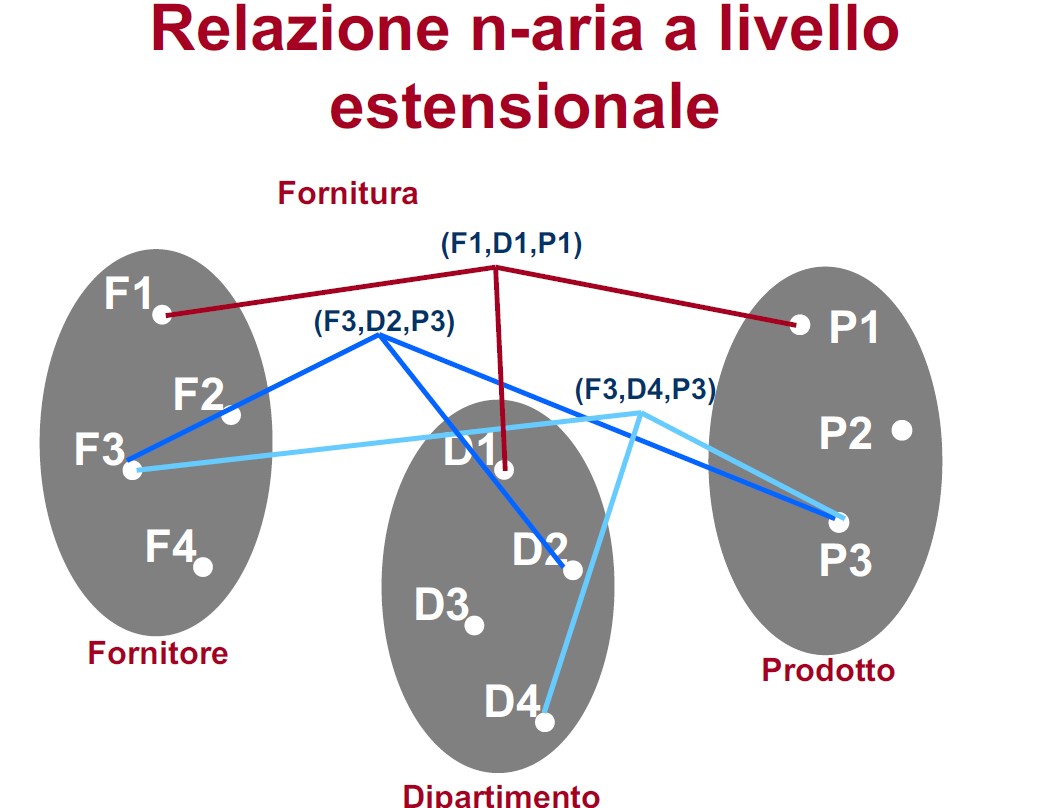 Relazione n-aria a livello
estensionale
Fornitura
(F1,D1,P1)
(F3,D2,P3)
(F3,D4,P3)
F1
F2
F3
F4
Fornitore
D1
D2
D3
D4
Dipartimento
P1
P2
P3
Prodotto